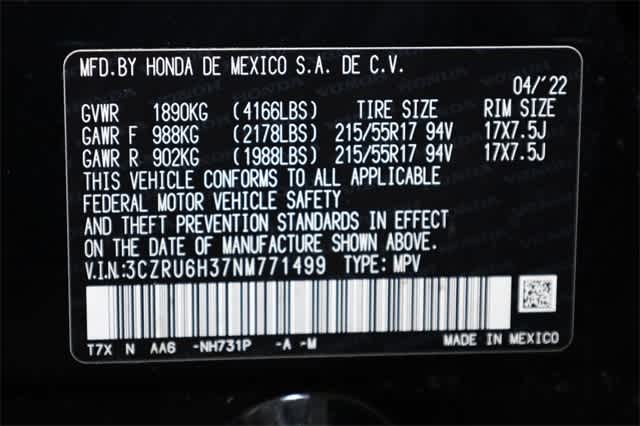 MFD.BY HONDA DE MEXICO S.A. DE C.V.
04/'22
GVWR 1890KG (4166LBS) TIRE SIZE RIM SIZE
GAWR F 988KG (2178LBS) 215/55R17 94V 17X7.5J
GAWR R 902KG (1988LBS) 215/55R17 94V 17X7.5J
THIS VEHICLE CONFORMS TO ALL APPLICABLE
FEDERAL MOTOR VEHICLE SAFETY
AND THEFT PREVENTION STANDARDS IN EFFECT
ON THE DATE OF MANUFACTURE SHOWN ABOVE.
V.I.N.:3CZRU6H37NM771499 TYPE: MPV
T7X N AA6 -NH731P -A -M MADE IN MEXICO